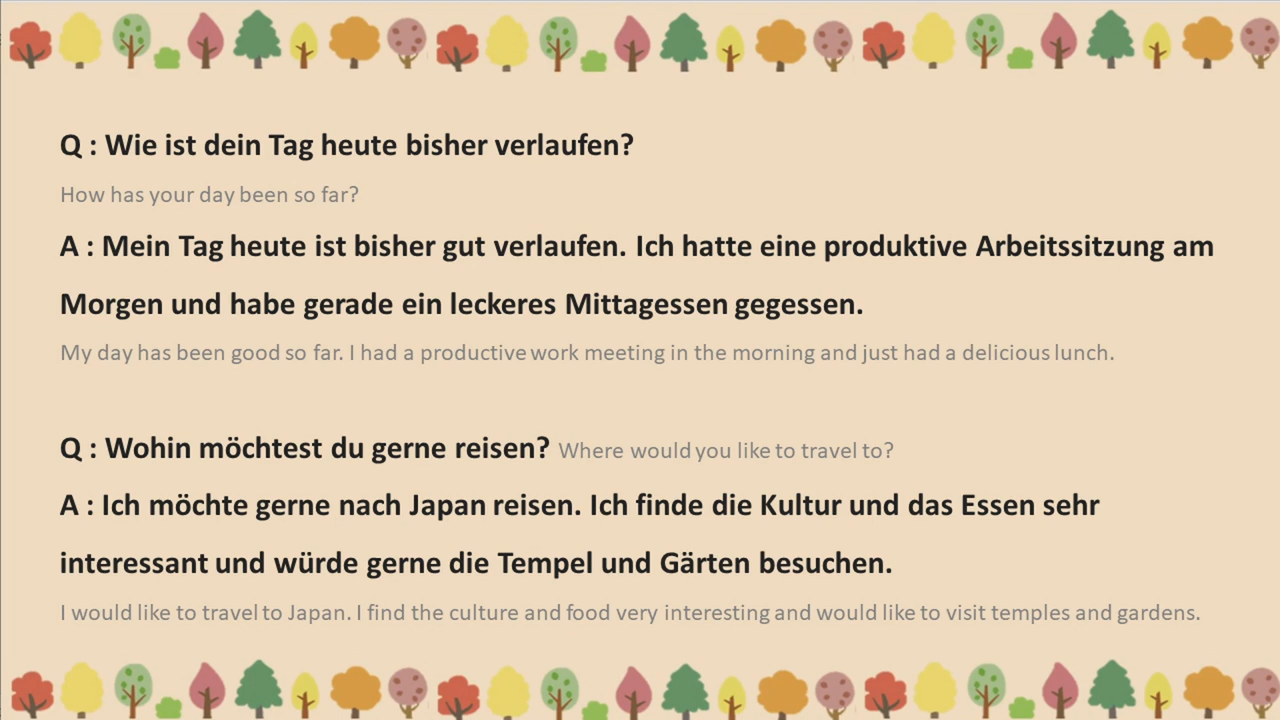 Q : Wie ist dein Tag heute bisher verlaufen?
How has your day been so far?
A : Mein Tag heute ist bisher gut verlaufen. Ich hatte eine produktive Arbeitssitzung am
Morgen und habe gerade ein leckeres Mittagessen gegessen.
My day has been good so far. I had a productive work meeting in the morning and just had a delicious lunch.
Q : Wohin möchtest du gerne reisen? Where would you like to travel to?
A : Ich möchte gerne nach Japan reisen. Ich finde die Kultur und das Essen sehr
interessant und würde gerne die Tempel und Gärten besuchen.
I would like to travel to Japan. I find the culture and food very interesting and would like to visit temples and gardens.